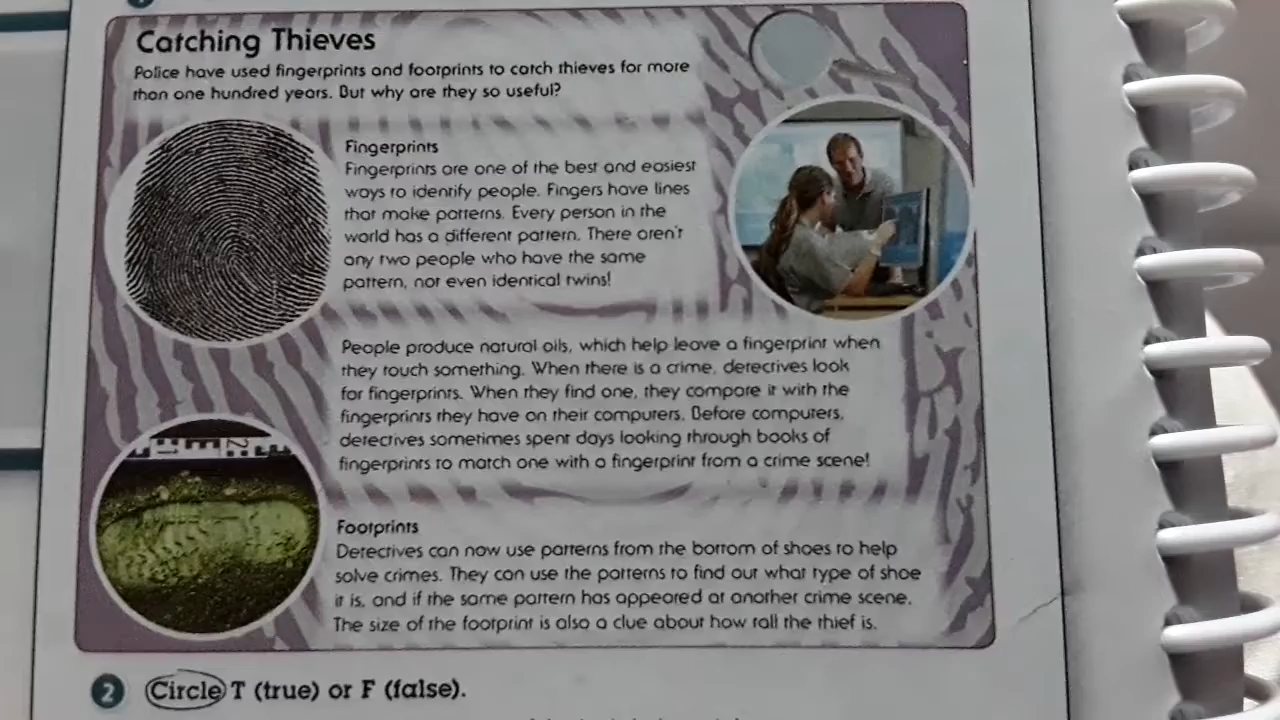 Catching Thieves
Police have used fingerprints and footprints to catch thieves for more
than one hundred years. But why are they so useful?
Fingerprints
Fingerprints are one of the best and easiest
ways to identify people. Fingers have lines
that make patterns. Every person in the
world has a different pattern. There aren't
any two people who have the same
pattern, not even identical twins!
People produce natural oils, which help leave a fingerprint when
they touch something. When there is a crime, detectives look
for fingerprints. When they find one, they compare it with the
fingerprints they have on their computers. Before computers,
detectives sometimes spent days looking through books of
fingerprints to match one with a fingerprint from a crime scene!
Footprints
Detectives can now use patterns from the bottom of shoes to help
solve crimes. They can use the patterns to find out what type of shoe
it is, and if the same pattern has appeared at another crime scene.
The size of the footprint is also a clue about how tall the thief is.
2 Circle T (true) or F (false).